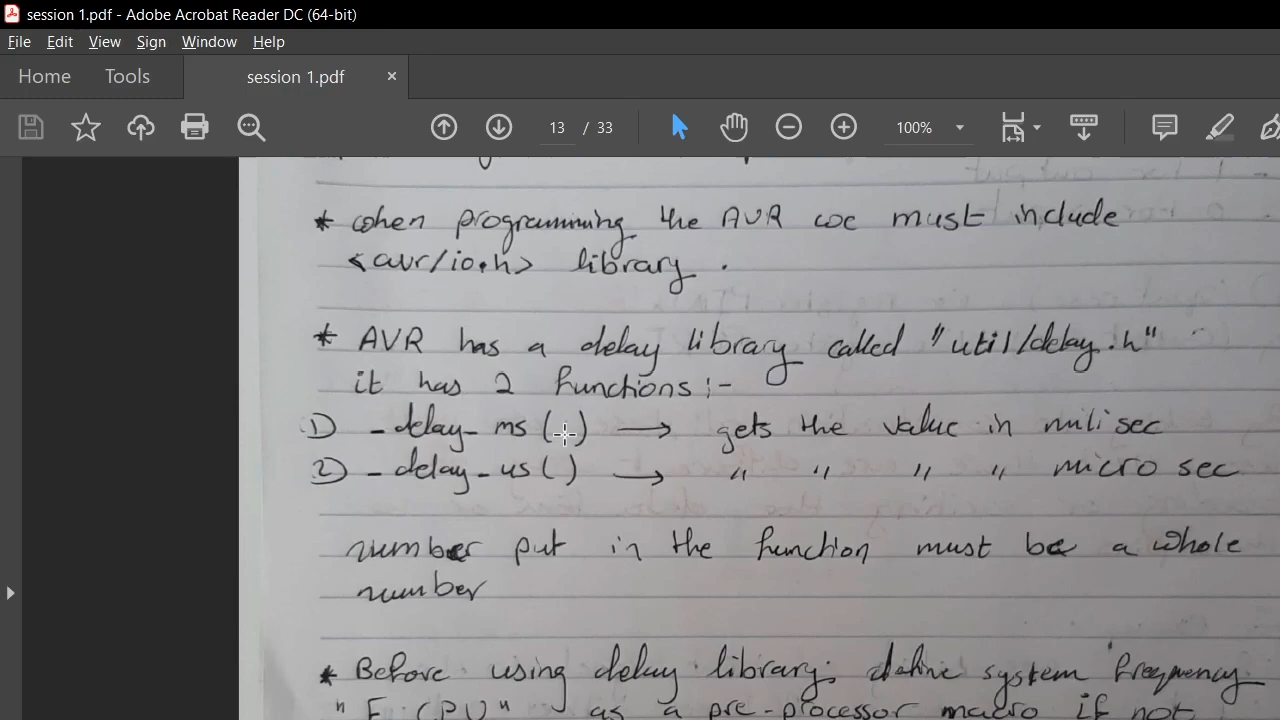 session 1.pdf - Adobe Acrobat Reader DC (64-bit)
File Edit View Sign Window Help
Home Tools session 1.pdf ×
13 / 33 100%
* when programming the AVR we must include
<avr/io.h> library .
* AVR has a delay library called "util/delay.h"
it has 2 functions :-
1) _delay_ms ( ) → gets the value in mili sec
2) _delay_us ( ) → " " " " micro sec
number put in the function must be a whole
number
* Before using delay library; define system frequency
"F_CPU" as a pre-processor macro if not